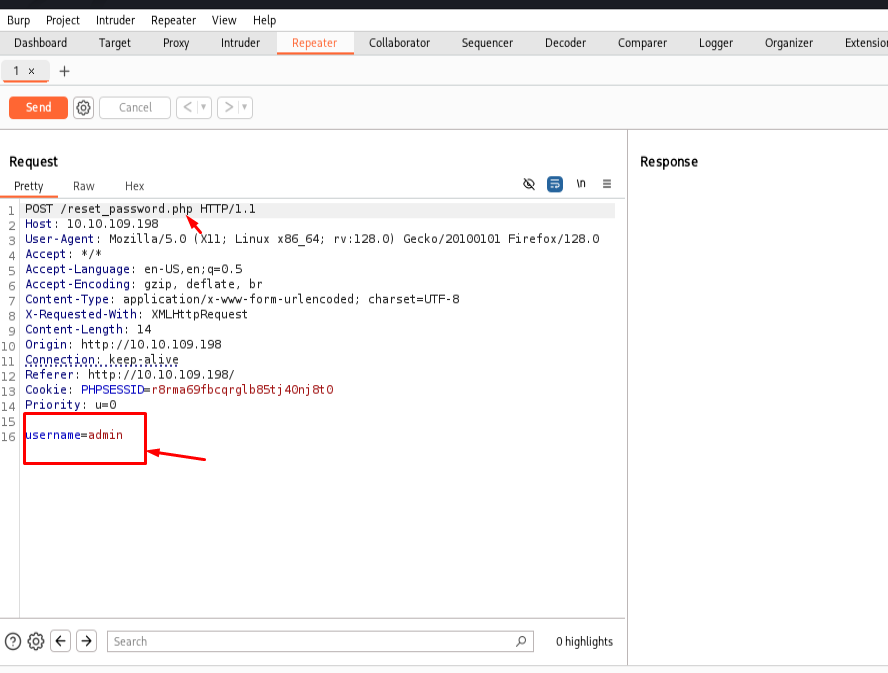 Burp Project Intruder Repeater View Help
Dashboard Target Proxy Intruder Repeater Collaborator Sequencer Decoder Comparer Logger Organizer Extension
1 × +
Send Cancel < ▾ > ▾
Request Response
Pretty Raw Hex \n
1 POST /reset_password.php HTTP/1.1
2 Host: 10.10.109.198
3 User-Agent: Mozilla/5.0 (X11; Linux x86_64; rv:128.0) Gecko/20100101 Firefox/128.0
4 Accept: */*
5 Accept-Language: en-US,en;q=0.5
6 Accept-Encoding: gzip, deflate, br
7 Content-Type: application/x-www-form-urlencoded; charset=UTF-8
8 X-Requested-With: XMLHttpRequest
9 Content-Length: 14
10 Origin: http://10.10.109.198
11 Connection: keep-alive
12 Referer: http://10.10.109.198/
13 Cookie: PHPSESSID=r8rma69fbcqrglb85tj40nj8t0
14 Priority: u=0
15
16 username=admin
? Search 0 highlights